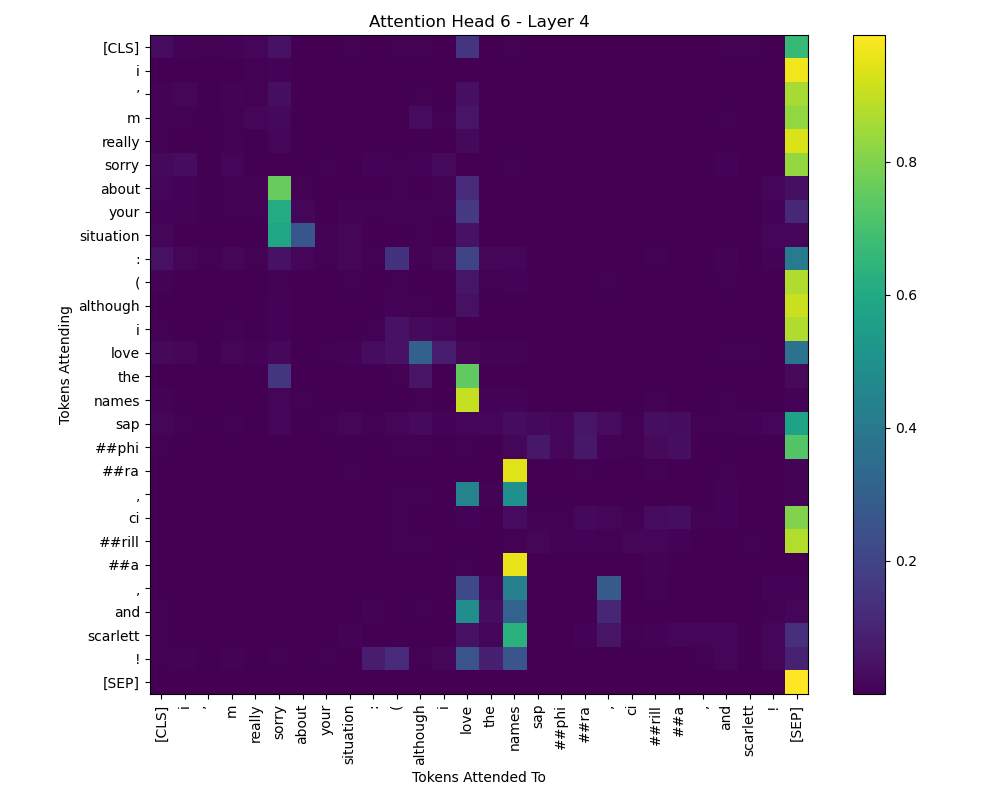 Attention Head 6 - Layer 4
Tokens Attending
[CLS]
i
'
m
really
sorry
about
your
situation
:
(
although
i
love
the
names
sap
##phi
##ra
,
ci
##rill
##a
,
and
scarlett
!
[SEP]
[CLS]
i
'
m
really
sorry
about
your
situation
:
(
although
i
love
the
names
sap
##phi
##ra
,
ci
##rill
##a
,
and
scarlett
!
[SEP]
Tokens Attended To
0.8
0.6
0.4
0.2